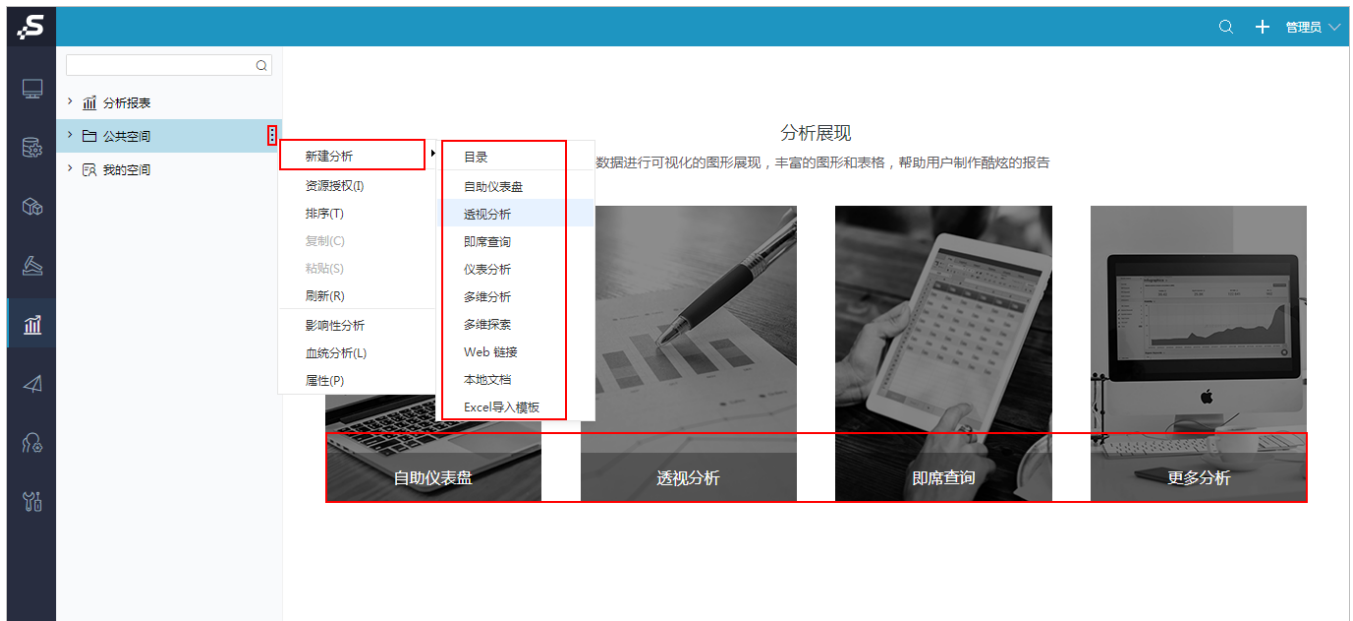 管理员
分析报表
公共空间
我的空间
新建分析
资源授权(I)
排序(T)
复制(C)
粘贴(S)
刷新(R)
影响性分析
血统分析(L)
属性(P)
目录
自助仪表盘
透视分析
即席查询
仪表分析
多维分析
多维探索
Web 链接
本地文档
Excel导入模板
分析展现
数据进行可视化的图形展现，丰富的图形和表格，帮助用户制作酷炫的报告
自助仪表盘
透视分析
即席查询
更多分析